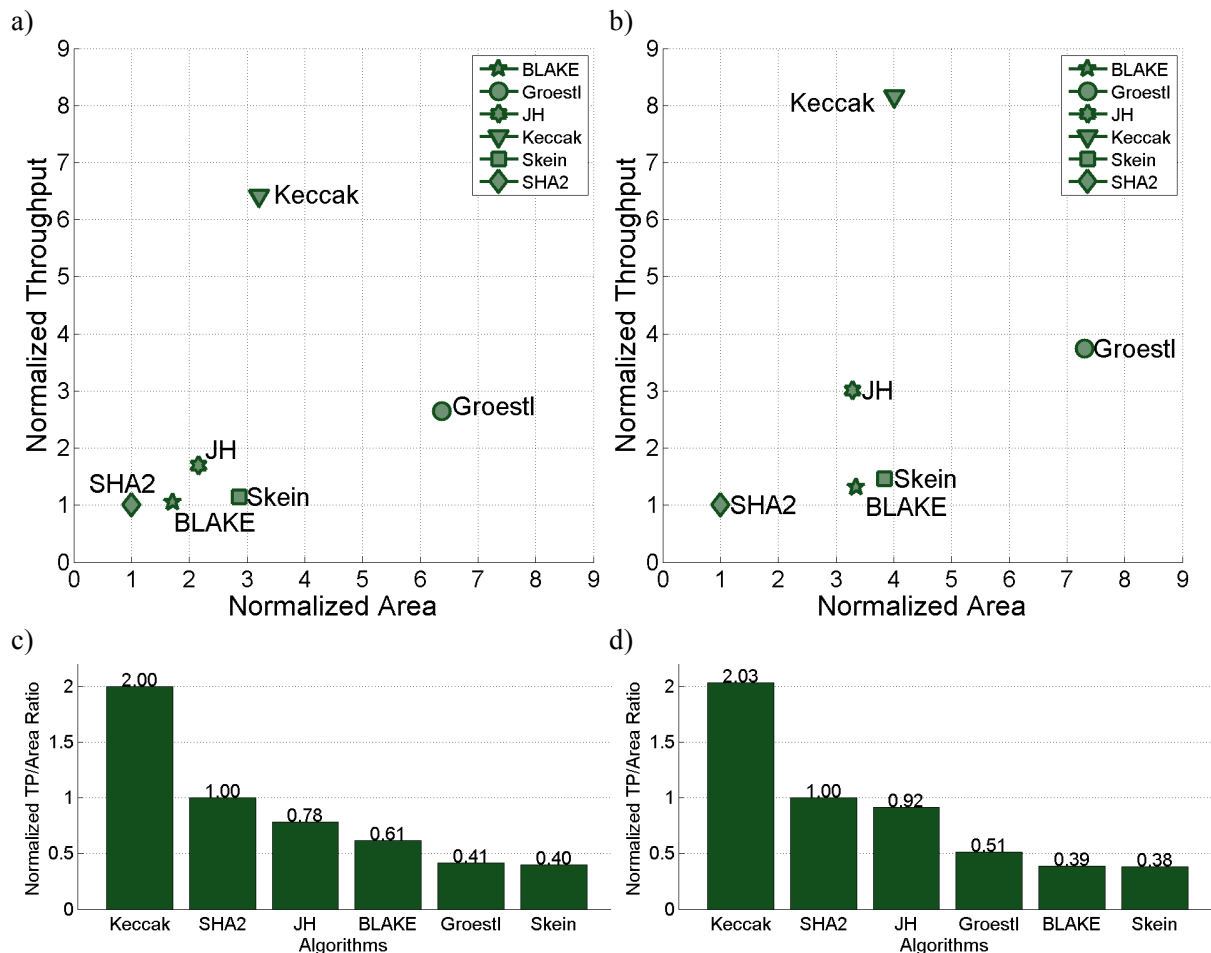 a)
Normalized Throughput
9
8
7
6
5
4
3
2
1
0
0 1 2 3 4 5 6 7 8 9
Normalized Area
BLAKE
Groestl
JH
Keccak
Skein
SHA2
Keccak
Groestl
JH
SHA2
Skein
BLAKE
b)
Normalized Throughput
9
8
7
6
5
4
3
2
1
0
0 1 2 3 4 5 6 7 8 9
Normalized Area
BLAKE
Groestl
JH
Keccak
Skein
SHA2
Keccak
Groestl
JH
Skein
SHA2
BLAKE
c)
Normalized TP/Area Ratio
2
1.5
1
0.5
0
2.00
1.00
0.78
0.61
0.41
0.40
Keccak SHA2 JH BLAKE Groestl Skein
Algorithms
d)
Normalized TP/Area Ratio
2
1.5
1
0.5
0
2.03
1.00
0.92
0.51
0.39
0.38
Keccak SHA2 JH Groestl BLAKE Skein
Algorithms